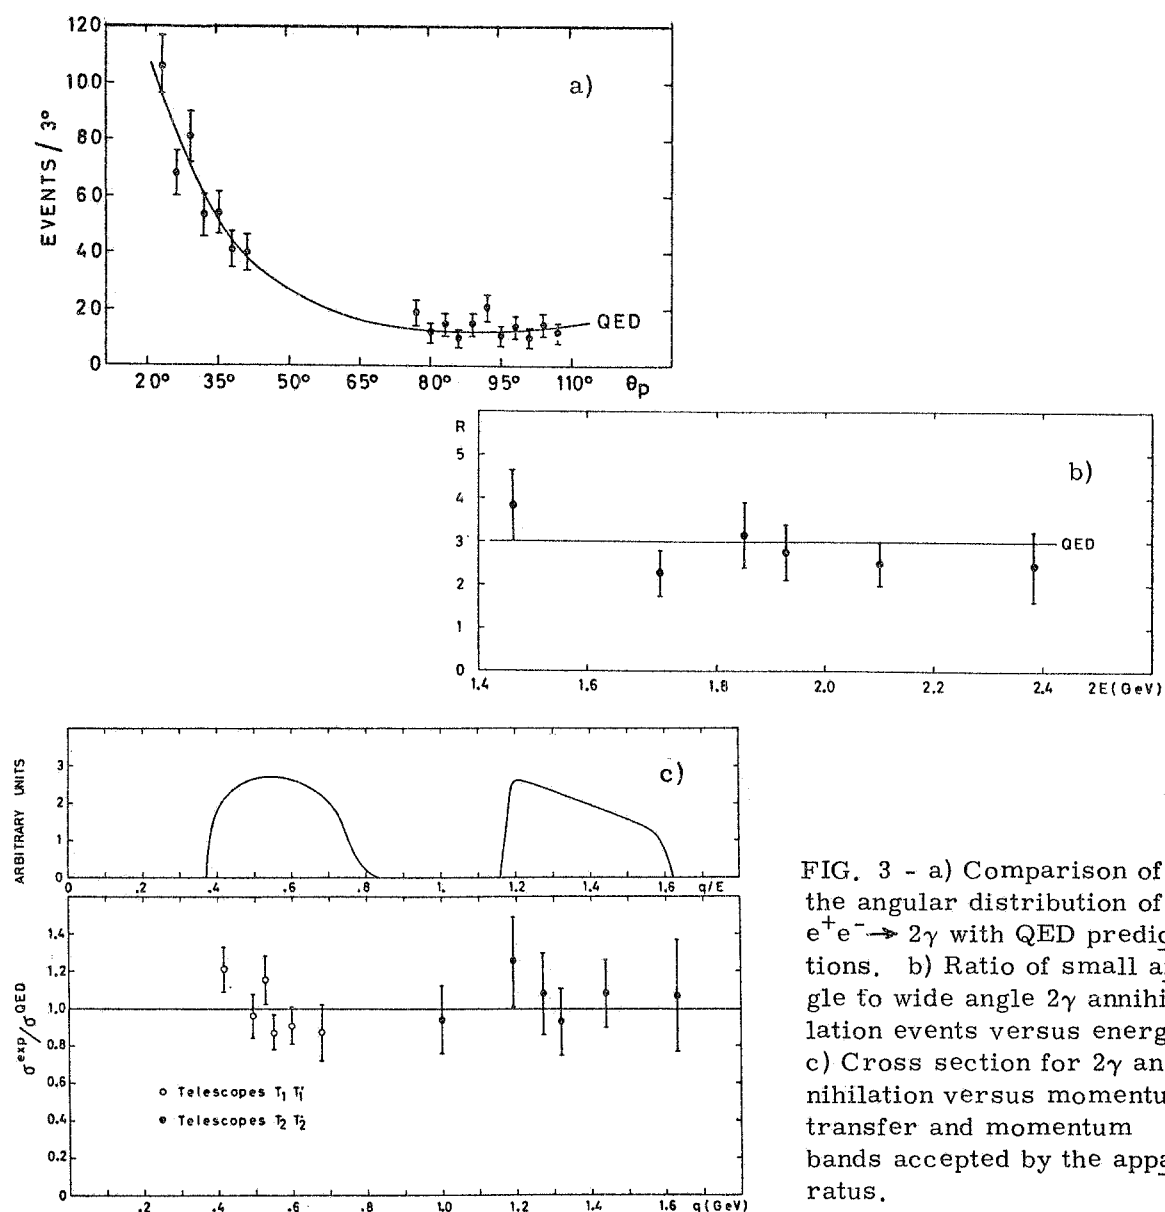 120
100
80
60
40
20
0
EVENTS / 3°
a)
QED
20° 35° 50° 65° 80° 95° 110° θp
R
5
4
3
2
1
0
b)
QED
1.4 1.6 1.8 2.0 2.2 2.4 2E(GeV)
ARBITRARY UNITS
3
2
1
0
c)
0 .2 .4 .6 .8 1. 1.2 1.4 1.6 q/E
σexp/σQED
1.4
1.2
1.0
0.8
0.6
0.4
0.2
0
○ Telescopes T1 T1'
● Telescopes T2 T2'
.2 .4 .6 .8 1. 1.2 1.4 1.6 q(GeV)
FIG. 3 - a) Comparison of
the angular distribution of
e+e-→ 2γ with QED predic
tions. b) Ratio of small a
gle to wide angle 2γ annihi
lation events versus energ
c) Cross section for 2γ an
nihilation versus momentu
transfer and momentum
bands accepted by the appa
ratus.